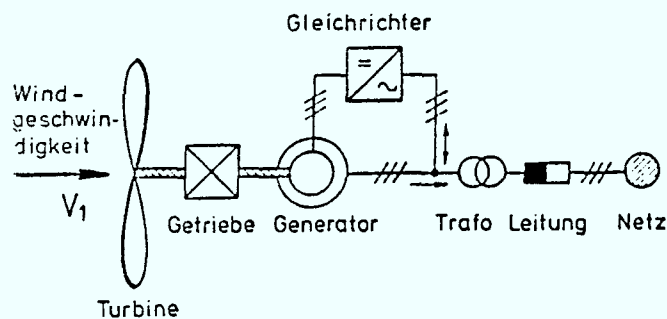 Gleichrichter
=
~
Wind-
geschwin-
digkeit
V1
Getriebe Generator Trafo Leitung Netz
Turbine